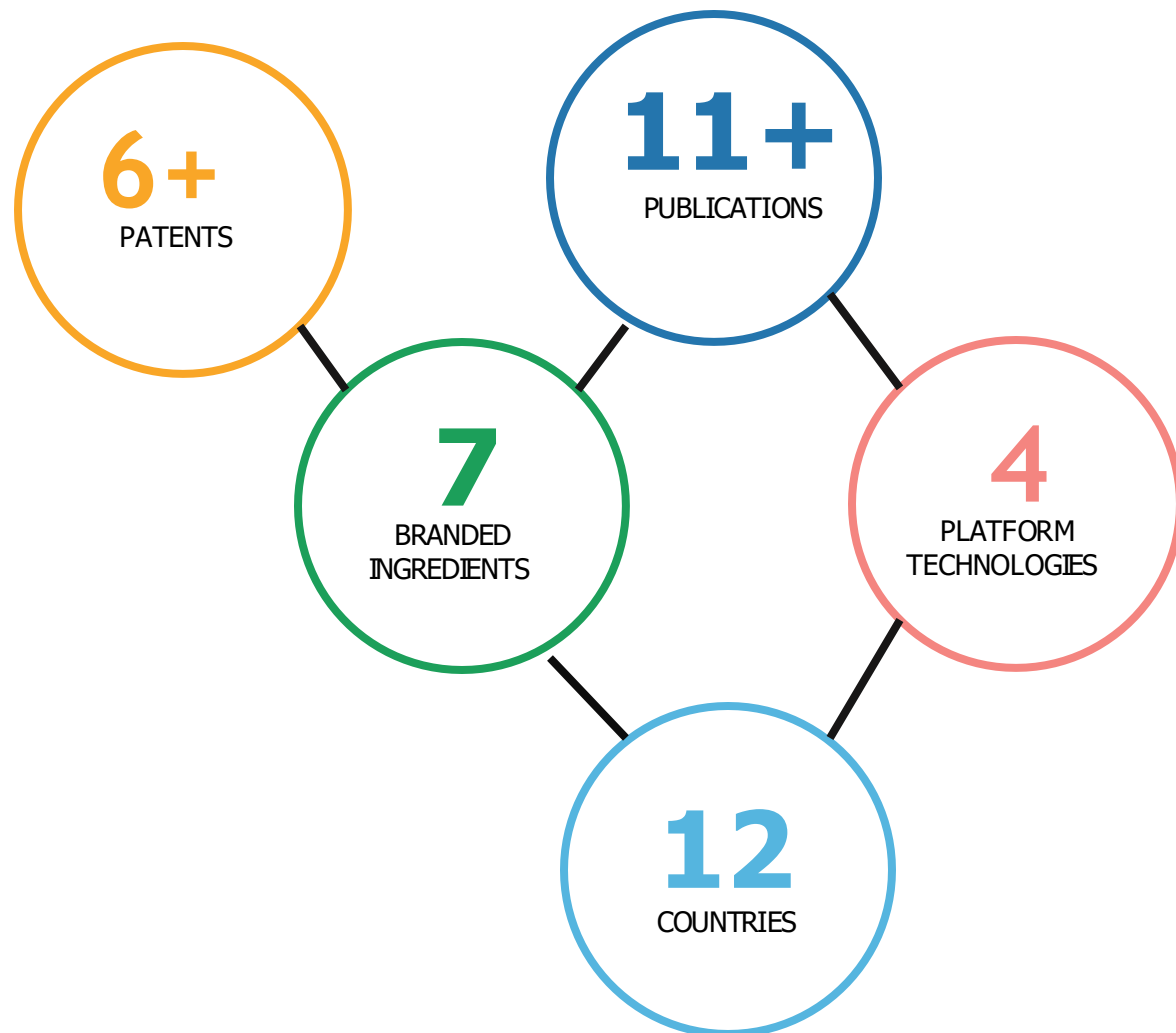 6+
PATENTS
11+
PUBLICATIONS
7
BRANDED
INGREDIENTS
4
PLATFORM
TECHNOLOGIES
12
COUNTRIES